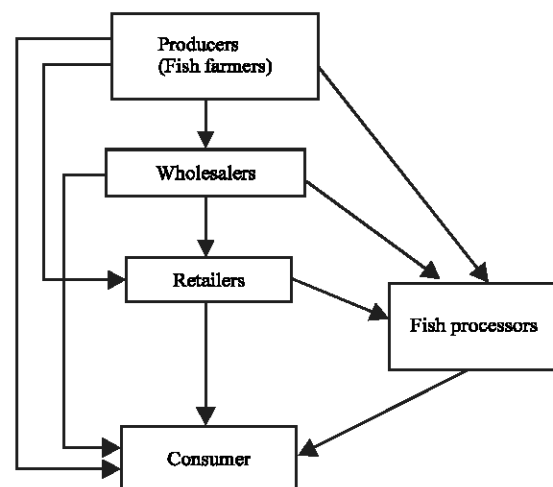 Producers
(Fish farmers)
Wholesalers
Retailers
Fish processors
Consumer